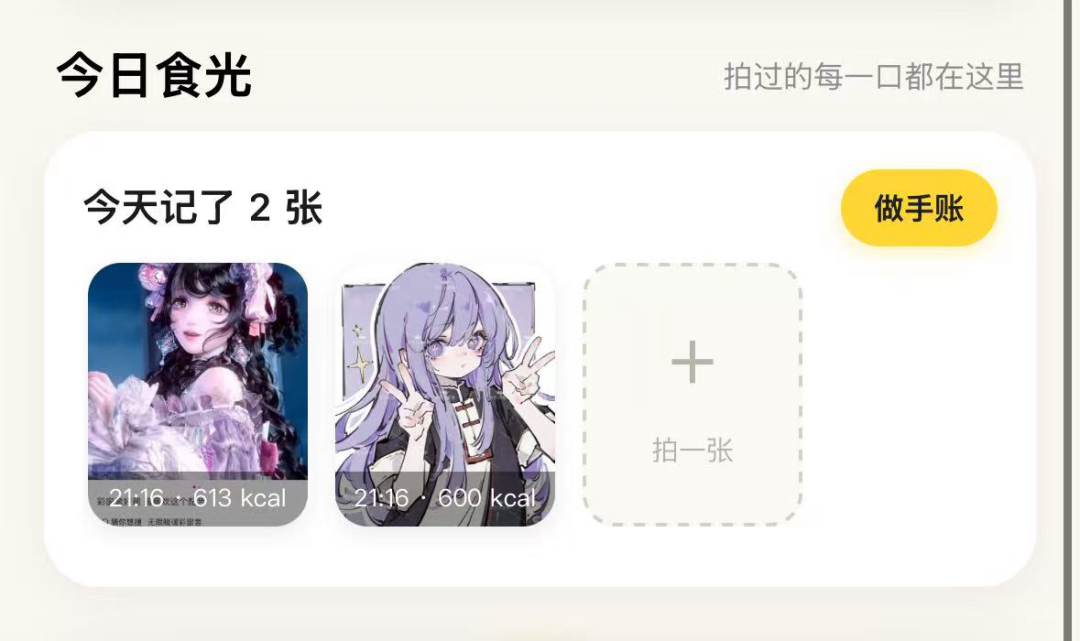 今日食光
拍过的每一口都在这里
今天记了 2 张
做手账
21:16 · 613 kcal
21:16 · 600 kcal
拍一张